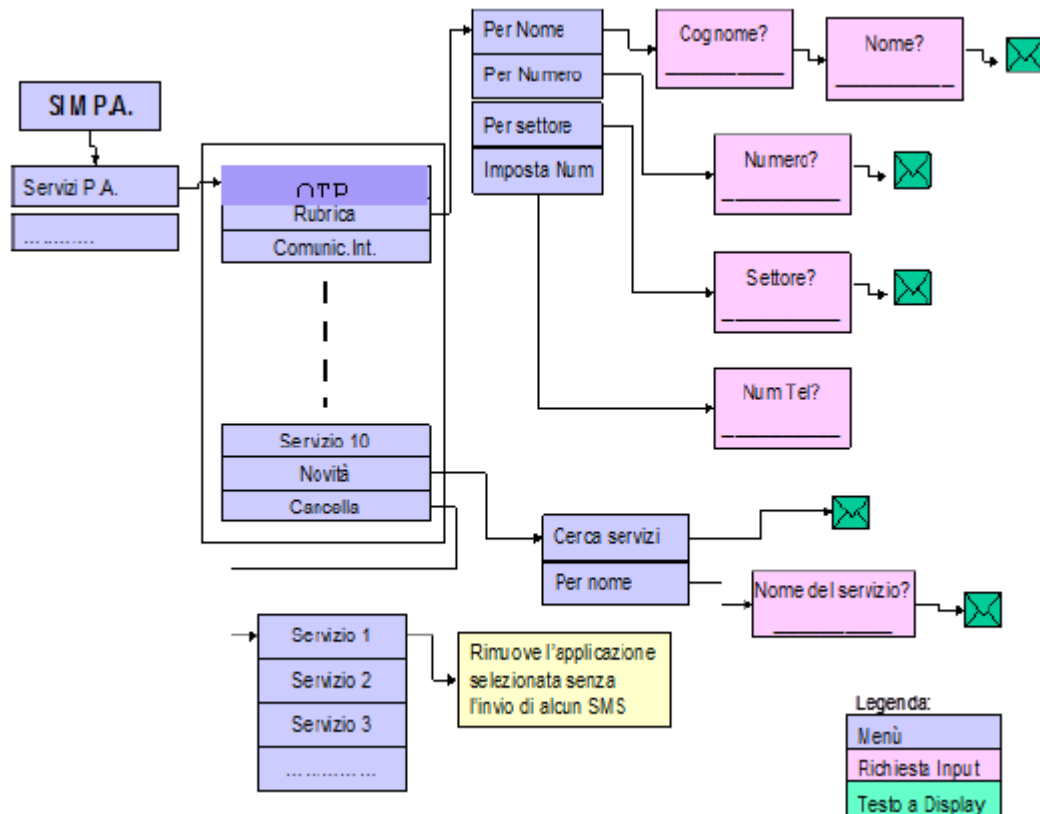 SIM P.A.
Servizi P.A.
..............
OTP
Rubrica
Comunic.Int.
Servizio 10
Novità
Cancella
Per Nome
Per Numero
Per settore
Imposta Num
Cognome?
Nome?
Numero?
Settore?
Num Tel?
Cerca servizi
Per nome
Nome del servizio?
Servizio 1
Servizio 2
Servizio 3
..............
Rimuove l'applicazione
selezionata senza
l'invio di alcun SMS
Legenda:
Menù
Richiesta Input
Testo a Display